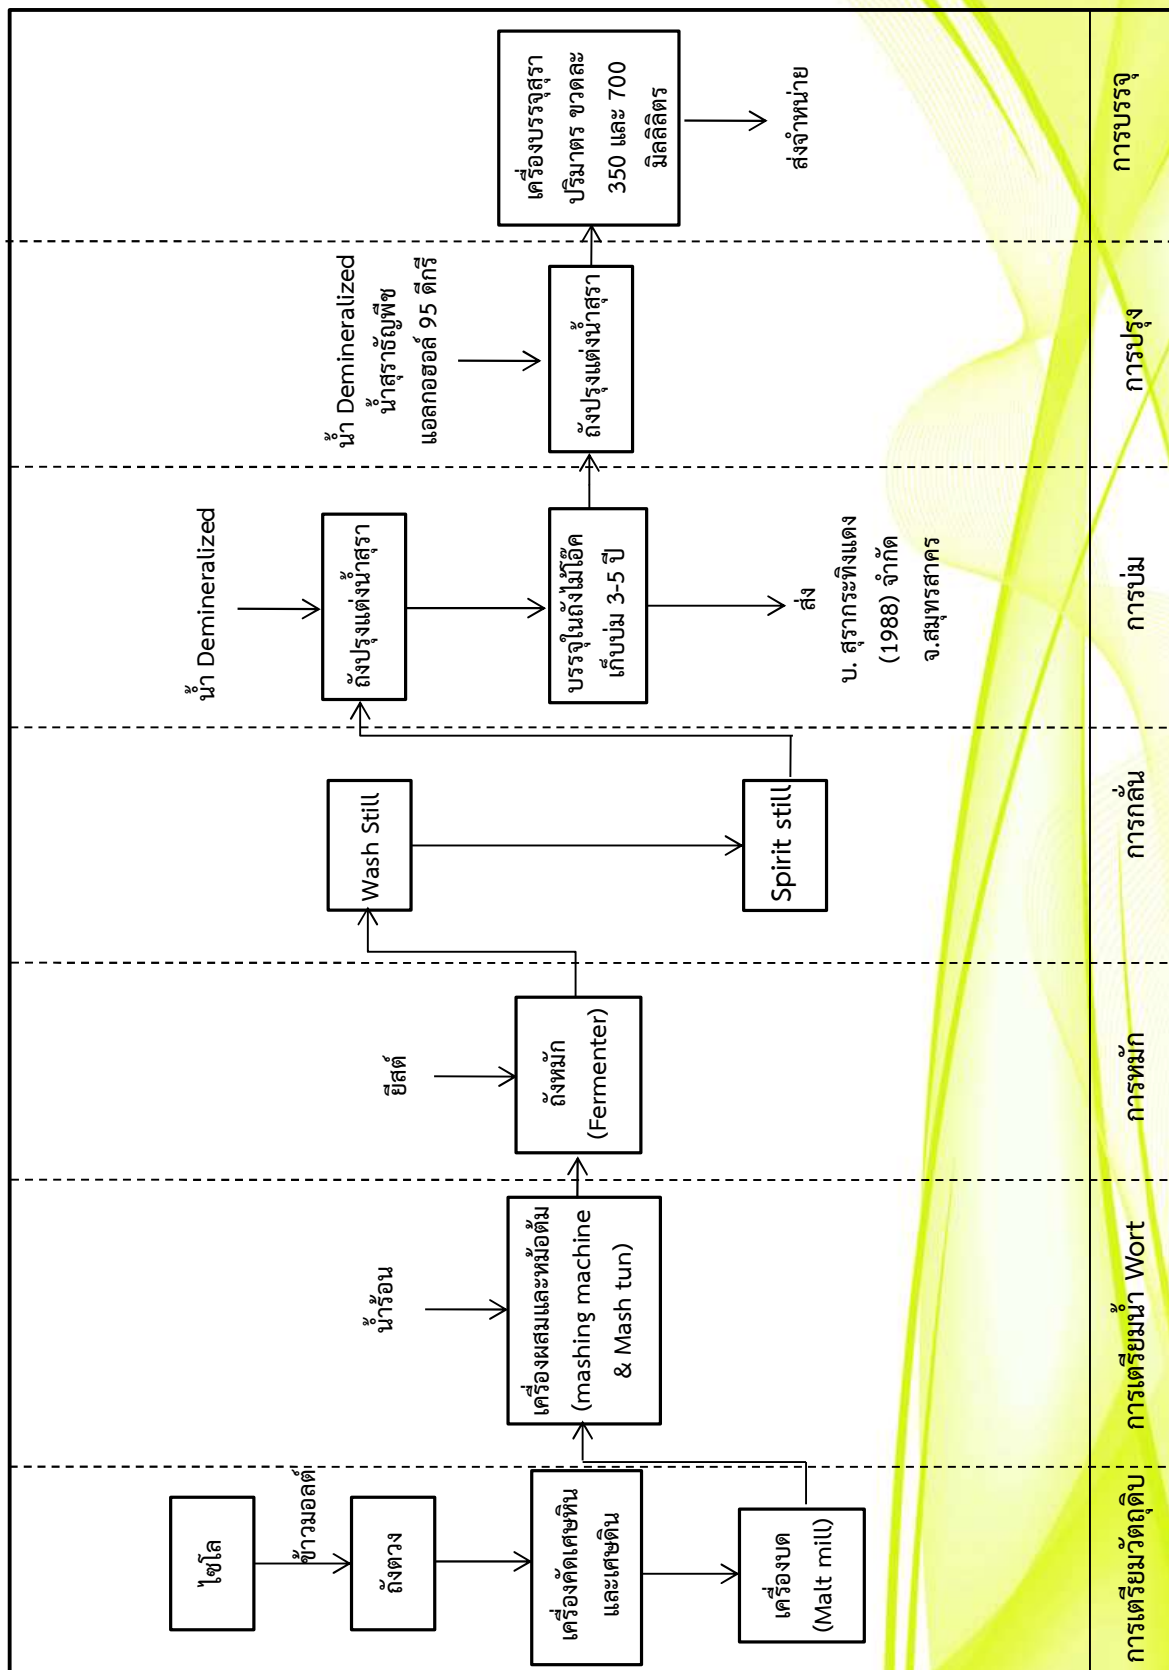 ไซโล
ข้าวมอลต์
ถังตวง
เครื่องคัดเศษหิน
และเศษดิน
เครื่องบด
(Malt mill)
การเตรียมวัตถุดิบ
น้ำร้อน
เครื่องผสมและหม้อต้ม
(mashing machine
& Mash tun)
การเตรียมน้ำ Wort
ยีสต์
ถังหมัก
(Fermenter)
การหมัก
Wash Still
Spirit still
การกลั่น
น้ำ Demineralized
ถังปรุงแต่งน้ำสุรา
บรรจุในถังไม้โอ๊ค
เก็บบ่ม 3-5 ปี
ส่ง
บ. สุรากระทิงแดง
(1988) จำกัด
จ.สมุทรสาคร
การบ่ม
น้ำ Demineralized
น้ำสุราธัญพืช
แอลกอฮอล์ 95 ดีกรี
ถังปรุงแต่งน้ำสุรา
การปรุง
เครื่องบรรจุสุรา
ปริมาตร ขวดละ
350 และ 700
มิลลิลิตร
ส่งจำหน่าย
การบรรจุ